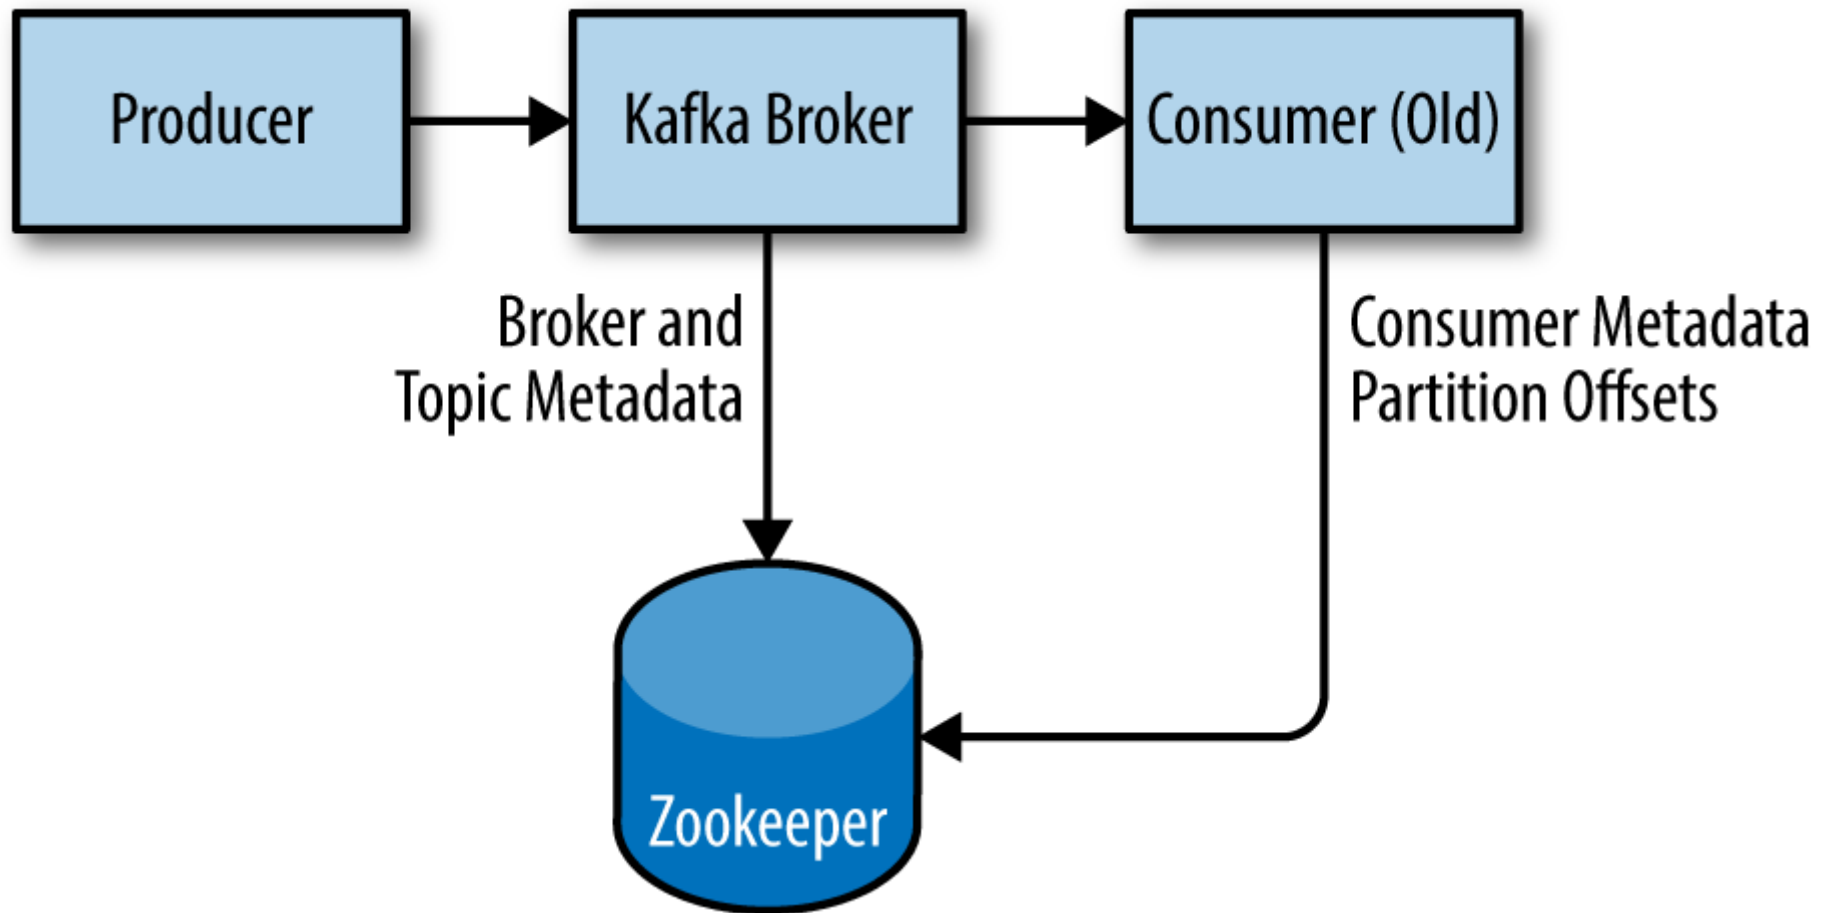 Producer
Kafka Broker
Consumer (Old)
Broker and
Topic Metadata
Consumer Metadata
Partition Offsets
Zookeeper